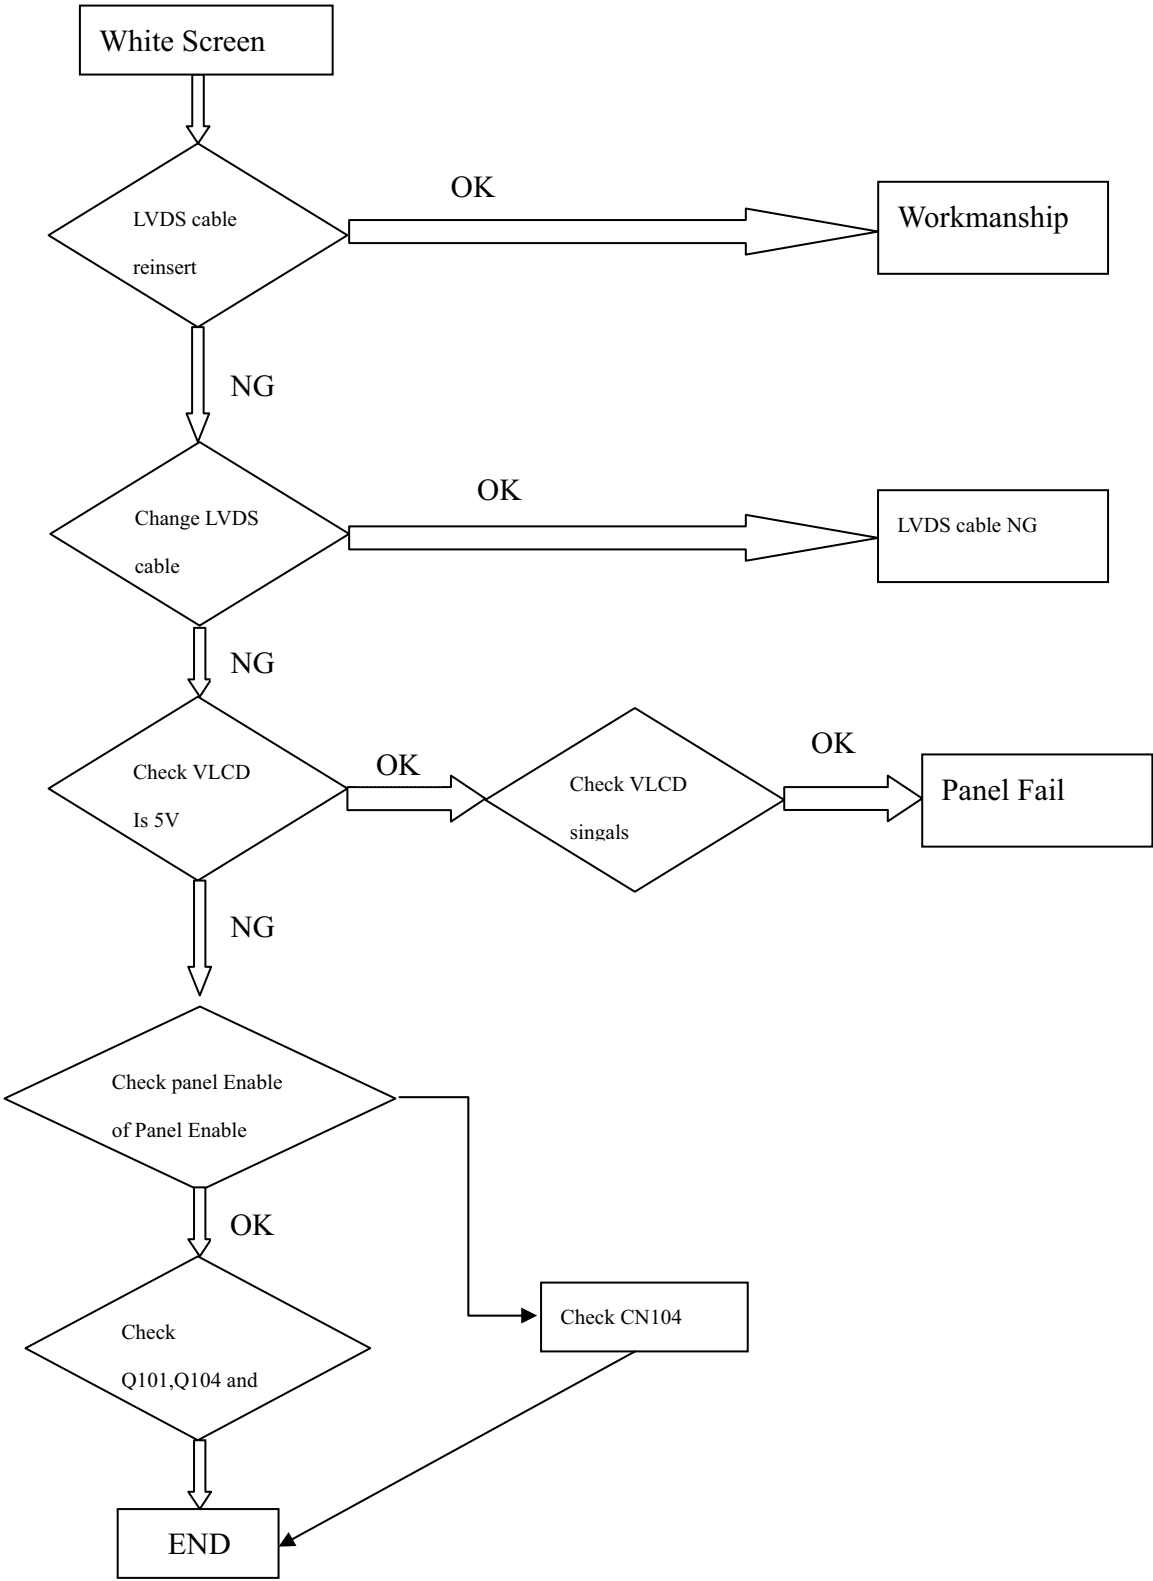 White Screen
LVDS cable
reinsert
OK
Workmanship
NG
Change LVDS
cable
OK
LVDS cable NG
NG
Check VLCD
Is 5V
OK
Check VLCD
singals
OK
Panel Fail
NG
Check panel Enable
of Panel Enable
OK
Check
Q101,Q104 and
Check CN104
END